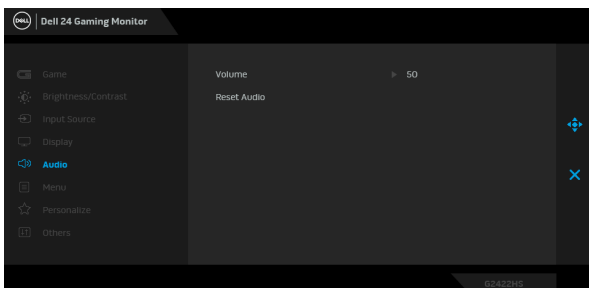 DELL
Dell 24 Gaming Monitor
Game
Volume
50
Brightness/Contrast
Reset Audio
Input Source
Display
Audio
Menu
Personalize
Others
G2422HS